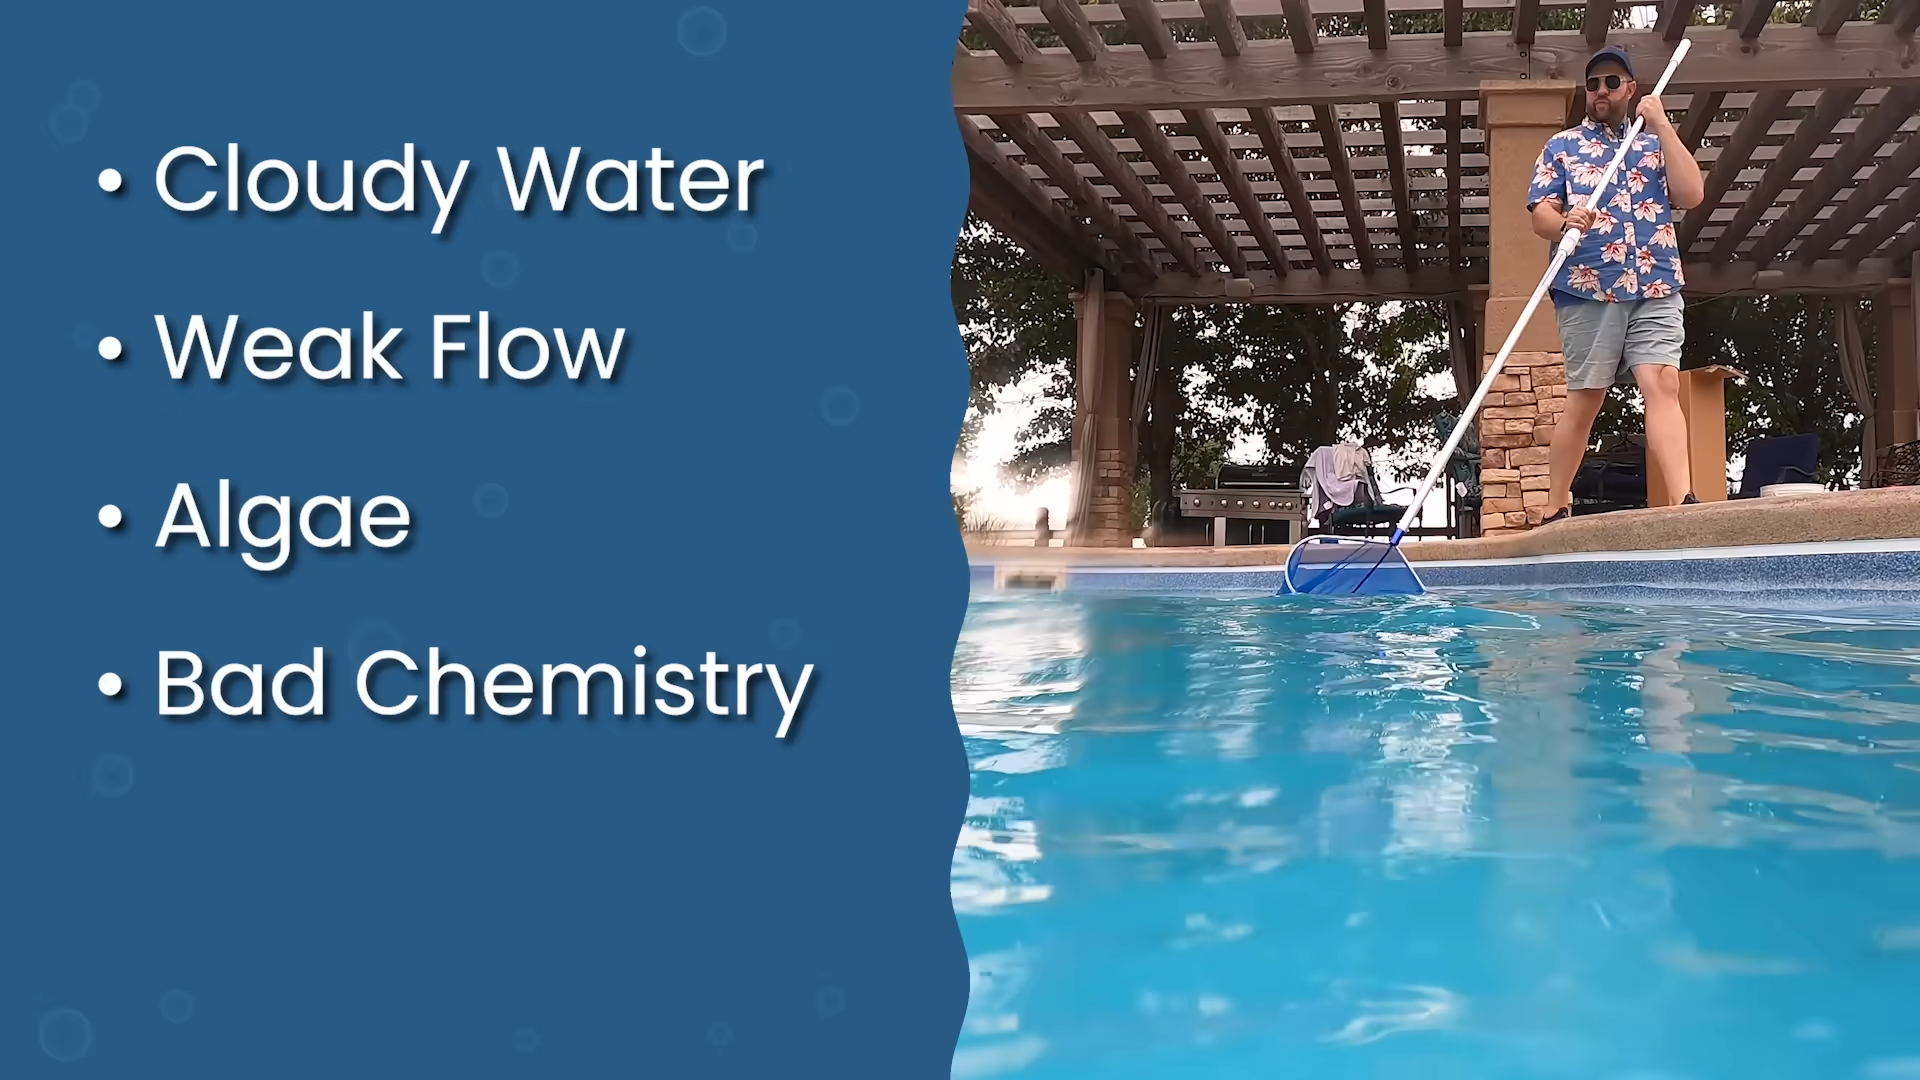 • Cloudy Water
• Weak Flow
• Algae
• Bad Chemistry